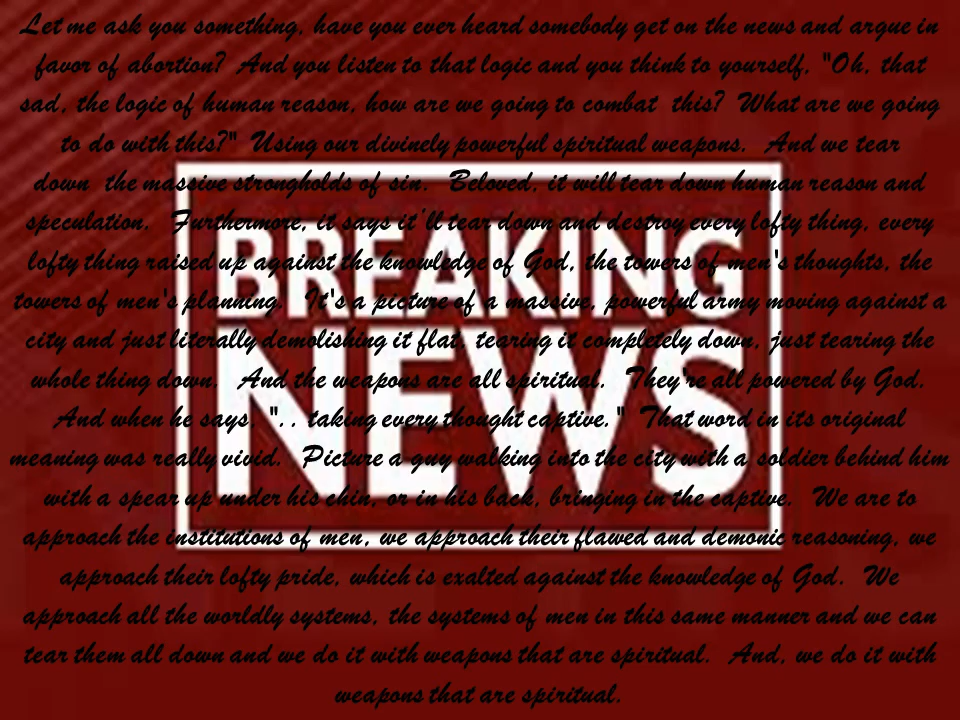 Let me ask you something, have you ever heard somebody get on the news and argue in
favor of abortion? And you listen to that logic and you think to yourself, "Oh, that
sad, the logic of human reason, how are we going to combat this? What are we going
to do with this?" Using our divinely powerful spiritual weapons. And we tear
down the massive strongholds of sin. Beloved, it will tear down human reason and
speculation. Furthermore, it says it'll tear down and destroy every lofty thing, every
lofty thing raised up against the knowledge of God, the towers of men's thoughts, the
towers of men's planning. It's a picture of a massive, powerful army moving against a
city and just literally demolishing it flat, tearing it completely down, just tearing the
whole thing down. And the weapons are all spiritual. They're all powered by God.
And when he says, ".. taking every thought captive." That word in its original
meaning was really vivid. Picture a guy walking into the city with a soldier behind him
with a spear up under his chin, or in his back, bringing in the captive. We are to
approach the institutions of men, we approach their flawed and demonic reasoning, we
approach their lofty pride, which is exalted against the knowledge of God. We
approach all the worldly systems, the systems of men in this same manner and we can
tear them all down and we do it with weapons that are spiritual. And, we do it with
weapons that are spiritual.
BREAKING
NEWS